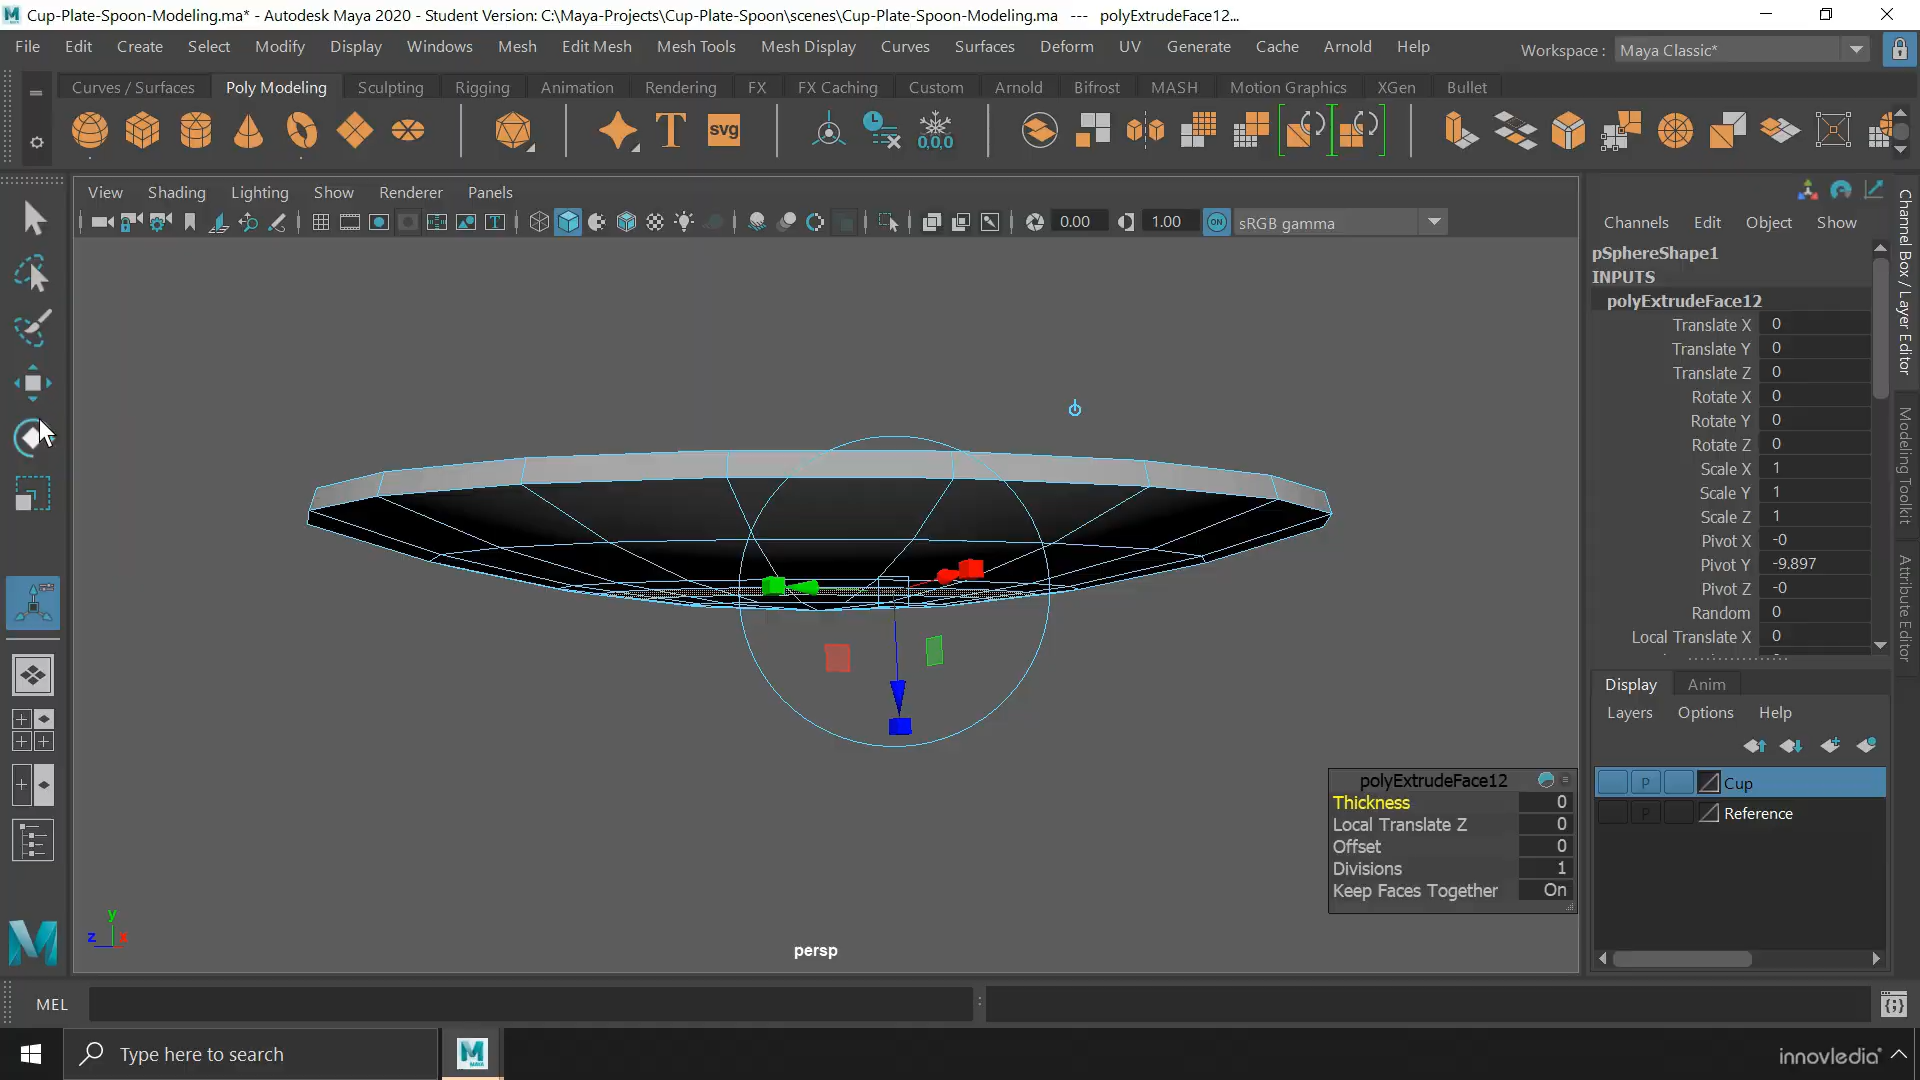 Cup-Plate-Spoon-Modeling.ma* - Autodesk Maya 2020 - Student Version: C:\Maya-Projects\Cup-Plate-Spoon\scenes\Cup-Plate-Spoon-Modeling.ma --- polyExtrudeFace12...
File Edit Create Select Modify Display Windows Mesh Edit Mesh Mesh Tools Mesh Display Curves Surfaces Deform UV Generate Cache Arnold Help
Workspace : Maya Classic*
Curves / Surfaces Poly Modeling Sculpting Rigging Animation Rendering FX FX Caching Custom Arnold Bifrost MASH Motion Graphics XGen Bullet
T svg 0,0,0
View Shading Lighting Show Renderer Panels
T 0.00 1.00 ON sRGB gamma
Channels Edit Object Show
pSphereShape1
INPUTS
polyExtrudeFace12
Translate X 0
Translate Y 0
Translate Z 0
Rotate X 0
Rotate Y 0
Rotate Z 0
Scale X 1
Scale Y 1
Scale Z 1
Pivot X -0
Pivot Y -9.897
Pivot Z -0
Random 0
Local Translate X 0
Channel Box / Layer Editor
Modeling Toolkit
Attribute Editor
Display Anim
Layers Options Help
P Cup
P Reference
polyExtrudeFace12
Thickness 0
Local Translate Z 0
Offset 0
Divisions 1
Keep Faces Together On
y
z x
persp
M
MEL
Type here to search
MAYA
innovledia